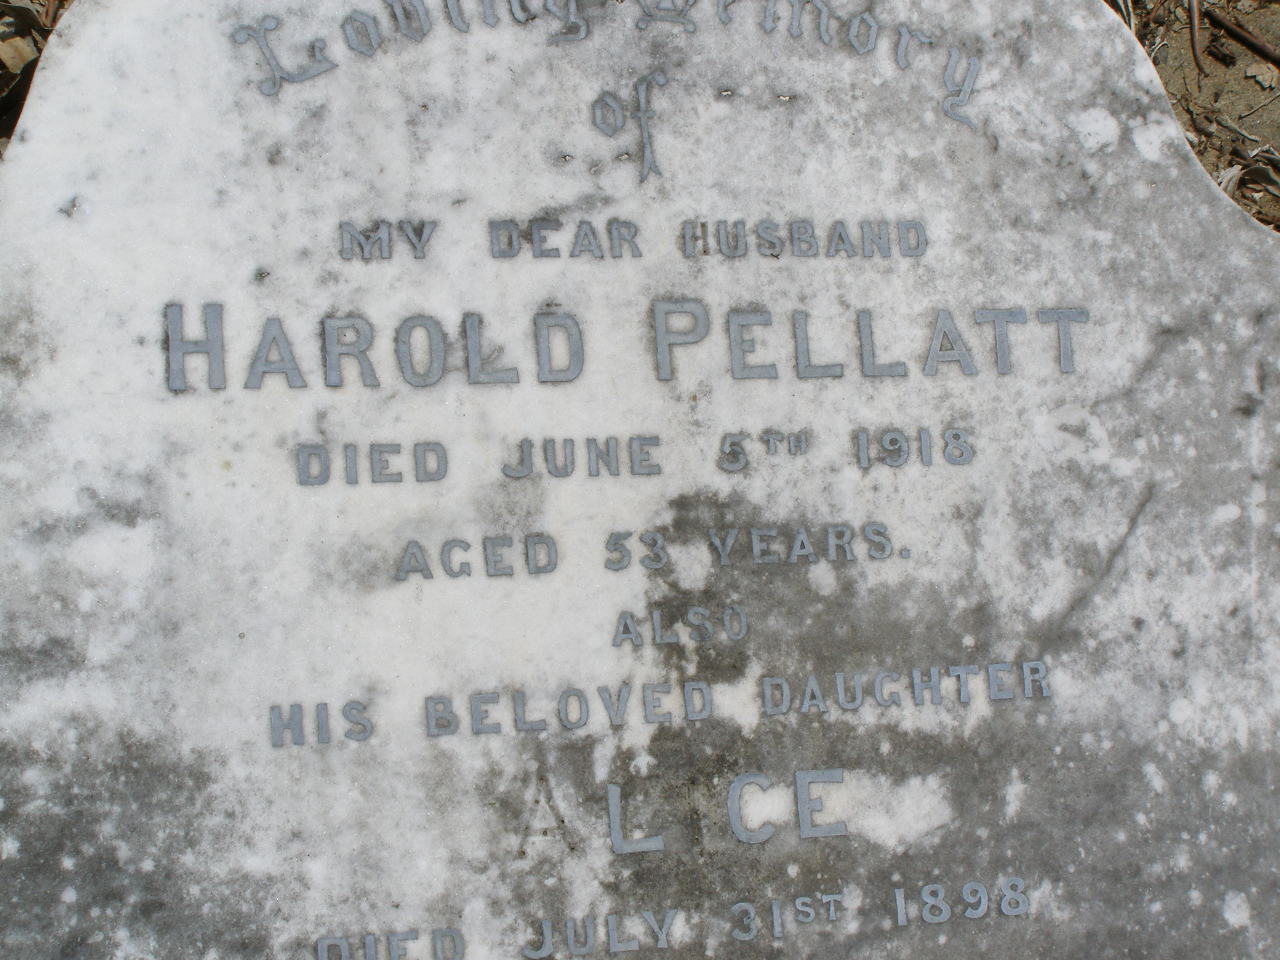 Loving Memory
of
MY DEAR HUSBAND
HAROLD PELLATT
DIED JUNE 5TH 1918
AGED 53 YEARS.
ALSO
HIS BELOVED DAUGHTER
ALICE
DIED JULY 31ST 1898